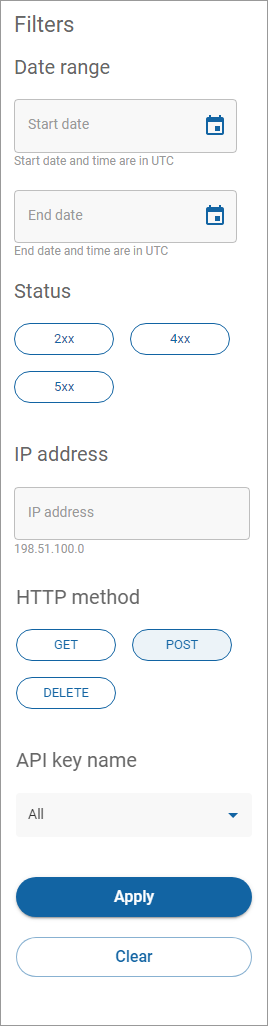 Filters
Date range
Start date
Start date and time are in UTC
End date
End date and time are in UTC
Status
2xx
4xx
5xx
IP address
IP address
198.51.100.0
HTTP method
GET
POST
DELETE
API key name
All
Apply
Clear